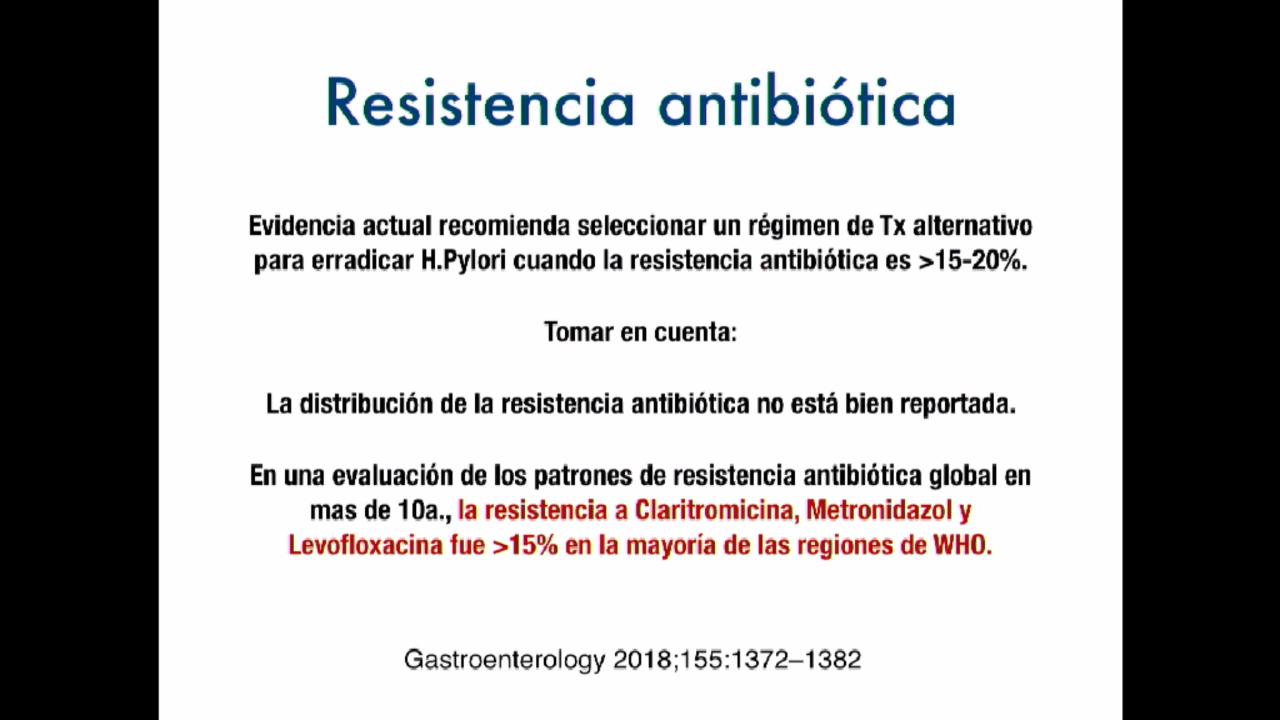 Resistencia antibiótica
Evidencia actual recomienda seleccionar un régimen de Tx alternativo
para erradicar H.Pylori cuando la resistencia antibiótica es >15-20%.
Tomar en cuenta:
La distribución de la resistencia antibiótica no está bien reportada.
En una evaluación de los patrones de resistencia antibiótica global en
mas de 10a., la resistencia a Claritromicina, Metronidazol y
Levofloxacina fue >15% en la mayoría de las regiones de WHO.
Gastroenterology 2018;155:1372–1382